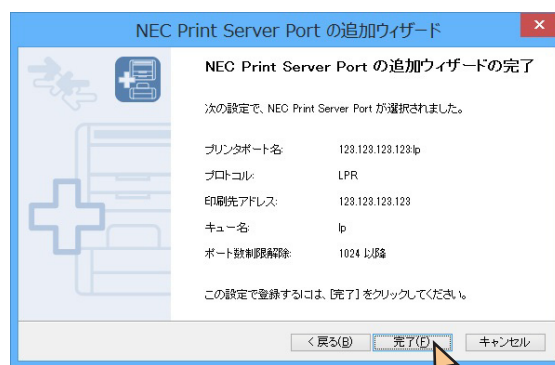 NEC Print Server Port の追加ウィザード
×
NEC Print Server Port の追加ウィザードの完了
次の設定で、NEC Print Server Port が選択されました。
プリンタポート名: 123.123.123.123:lp
プロトコル: LPR
印刷先アドレス: 123.123.123.123
キュー名: lp
ポート数制限解除: 1024 以降
この設定で登録するには、[完了] をクリックしてください。
< 戻る(B) 完了(F) キャンセル